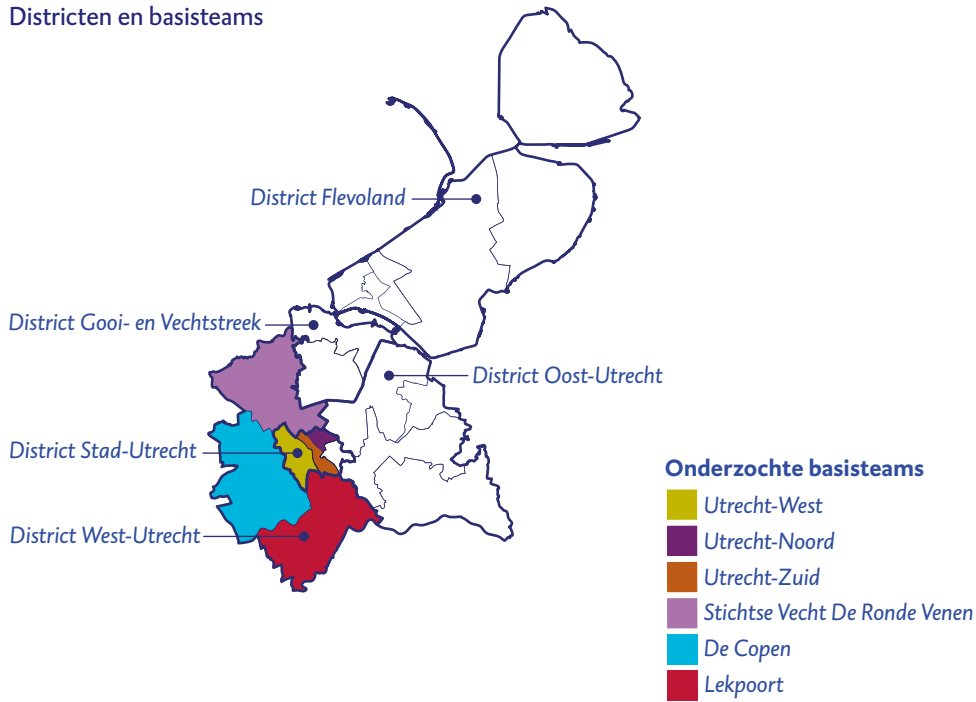 Districten en basisteams
District Flevoland
District Gooi- en Vechtstreek
District Oost-Utrecht
District Stad-Utrecht
District West-Utrecht
Onderzochte basisteams
Utrecht-West
Utrecht-Noord
Utrecht-Zuid
Stichtse Vecht De Ronde Venen
De Copen
Lekpoort